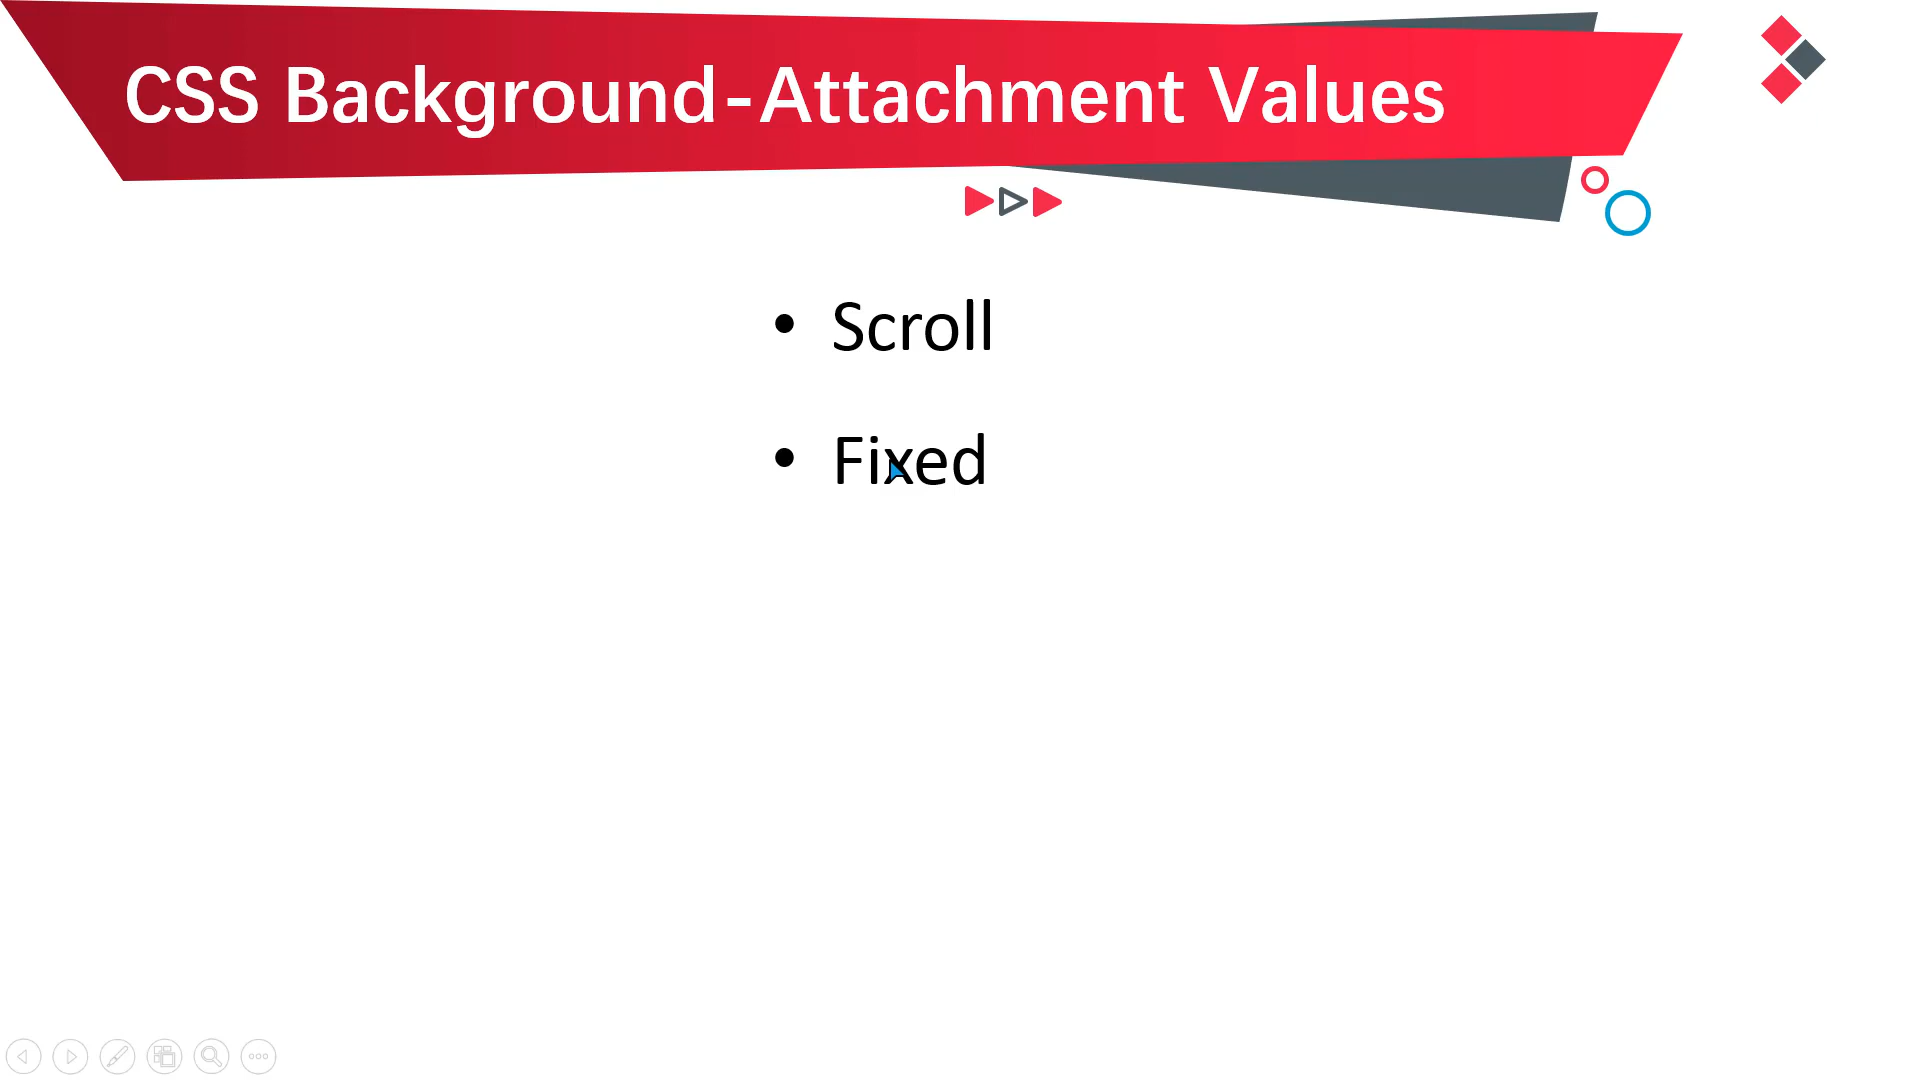 CSS Background-Attachment Values
• Scroll
• Fixed